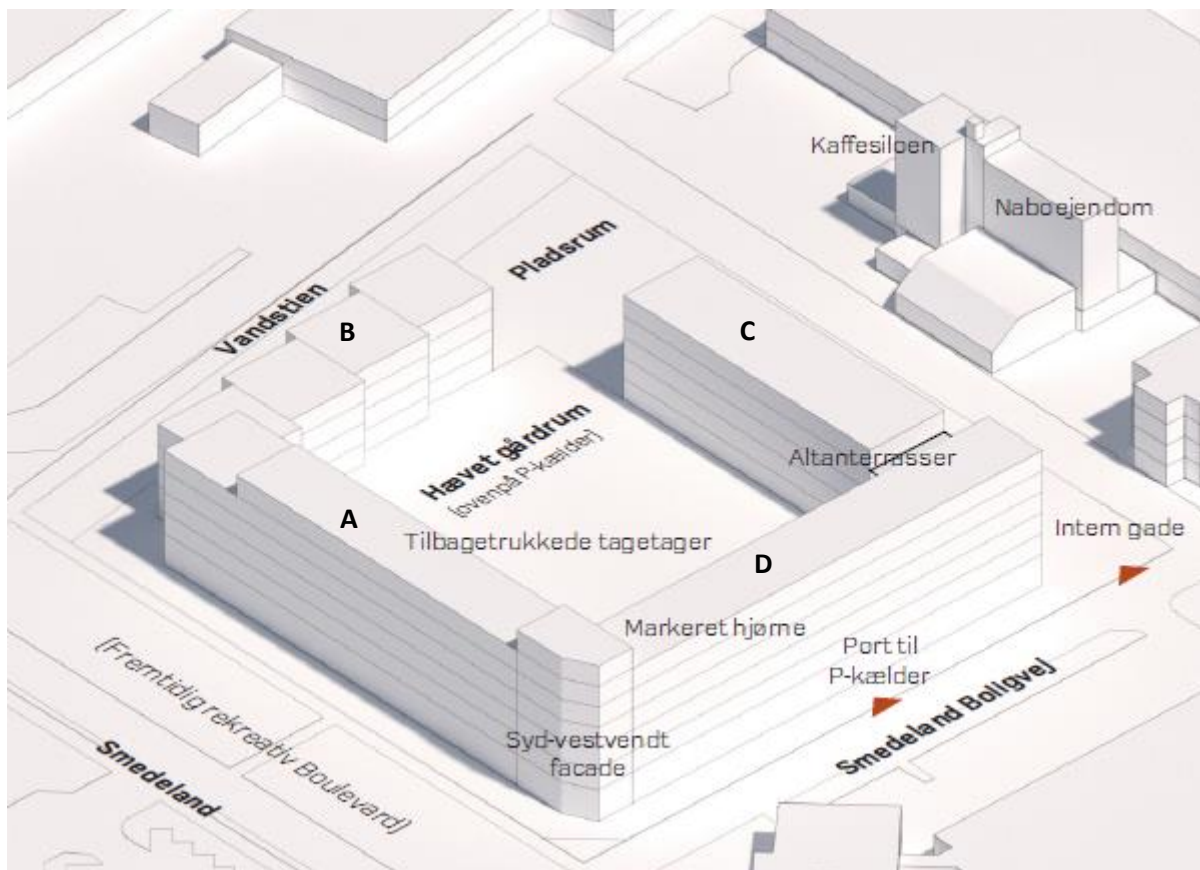 Kaffesiloen
Naboejendom
Pladsrum
Vandstien
B
C
Hævet gårdrum
(ovenpå P-kælder)
Altanterrasser
A
Tilbagetrukkede tagetager
Intern gade
D
Markeret hjørne
Port til
P-kælder
(Fremtidig rekreativ Boulevard)
Smedeland Boligvej
Syd-vestvendt
facade
Smedeland